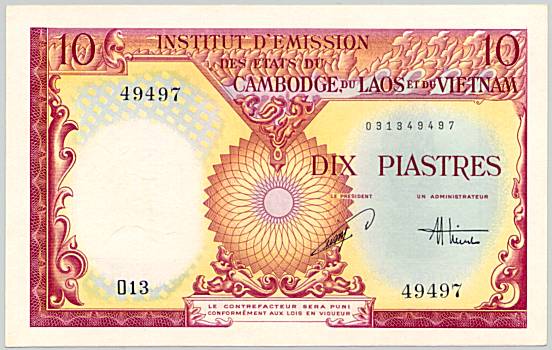 10 INSTITUT D'EMISSION 10
DES ETATS DU
CAMBODGE, DU LAOS ET DU VIETNAM
49497
031349497
DIX PIASTRES
LE PRESIDENT UN ADMINISTRATEUR
013 49497
LE CONTREFACTEUR SERA PUNI
CONFORMÉMENT AUX LOIS EN VIGUEUR